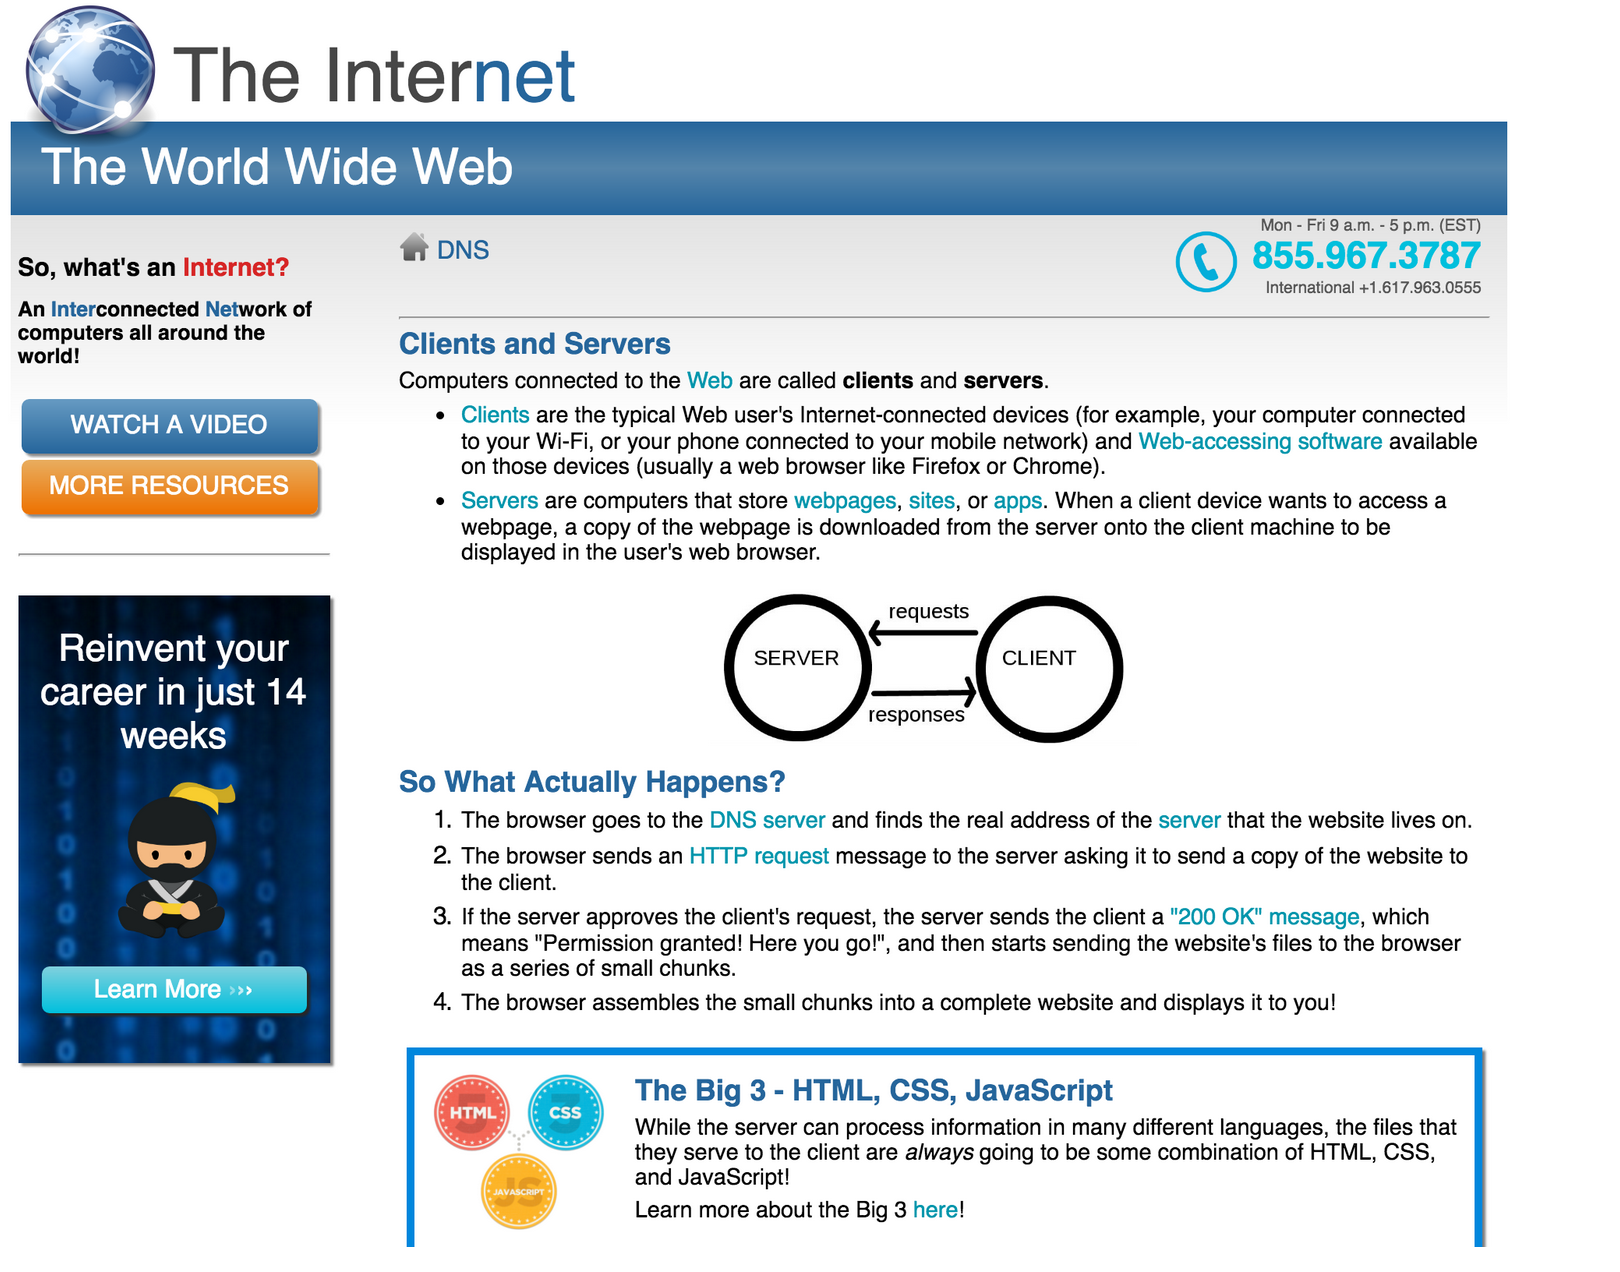 The Internet
The World Wide Web
So, what's an Internet?
An Interconnected Network of
computers all around the
world!
WATCH A VIDEO
MORE RESOURCES
Reinvent your
career in just 14
weeks
Learn More ›››
DNS
Mon - Fri 9 a.m. - 5 p.m. (EST)
855.967.3787
International +1.617.963.0555
Clients and Servers
Computers connected to the Web are called clients and servers.
• Clients are the typical Web user's Internet-connected devices (for example, your computer connected
to your Wi-Fi, or your phone connected to your mobile network) and Web-accessing software available
on those devices (usually a web browser like Firefox or Chrome).
• Servers are computers that store webpages, sites, or apps. When a client device wants to access a
webpage, a copy of the webpage is downloaded from the server onto the client machine to be
displayed in the user's web browser.
requests
SERVER
CLIENT
responses
So What Actually Happens?
1. The browser goes to the DNS server and finds the real address of the server that the website lives on.
2. The browser sends an HTTP request message to the server asking it to send a copy of the website to
the client.
3. If the server approves the client's request, the server sends the client a "200 OK" message, which
means "Permission granted! Here you go!", and then starts sending the website's files to the browser
as a series of small chunks.
4. The browser assembles the small chunks into a complete website and displays it to you!
HTML
5
CSS
3
JAVASCRIPT
JS
The Big 3 - HTML, CSS, JavaScript
While the server can process information in many different languages, the files that
they serve to the client are always going to be some combination of HTML, CSS,
and JavaScript!
Learn more about the Big 3 here!